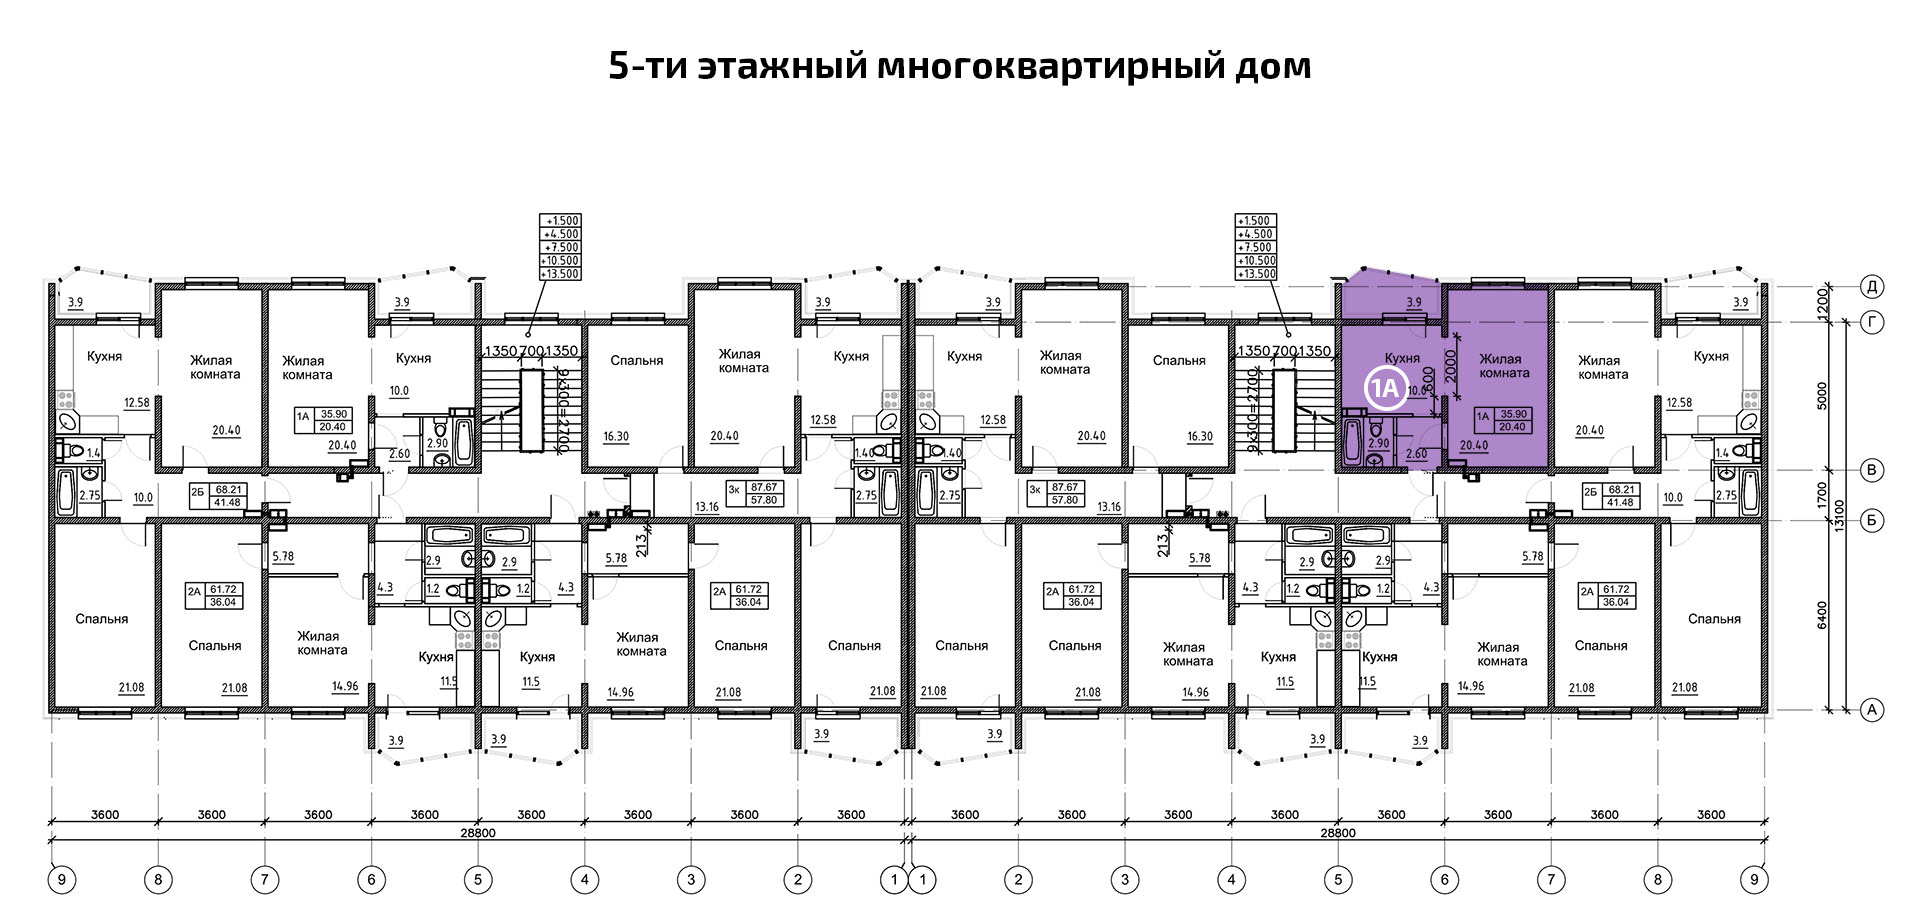 5-ти этажный многоквартирный дом
+1.500
+4.500
+7.500
+10.500
+13.500
+1.500
+4.500
+7.500
+10.500
+13.500
3.9
3.9
3.9
3.9
3.9
3.9
Д
1200
Г
Кухня
Жилая
комната
Жилая
комната
Кухня
1350 700 1350
Спальня
Жилая
комната
Кухня
Кухня
Жилая
комната
Спальня
1350 700 1350
Кухня
Жилая
комната
Жилая
комната
Кухня
9x300=2700
9x300=2700
2000
600
5000
12.58
20.40
1А 35.90
20.40
20.40
10.0
2.90
2.60
16.30
20.40
12.58
12.58
20.40
16.30
1А
10.0
2.90
2.60
1А 35.90
20.40
20.40
20.40
12.58
1.4
1.40
1.40
1.4
В
2.75
10.0
2Б 68.21
41.48
3к 87.67
57.80
13.16
2.75
2.75
3к 87.67
57.80
13.16
2Б 68.21
41.48
10.0
2.75
1700
13100
Б
5.78
2.9
2.9
213
5.78
213
5.78
2.9
2.9
5.78
4.3
1.2
1.2
4.3
4.3
1.2
1.2
4.3
2А 61.72
36.04
2А 61.72
36.04
2А 61.72
36.04
2А 61.72
36.04
6400
Спальня
Спальня
Жилая
комната
Кухня
Кухня
Жилая
комната
Спальня
Спальня
Спальня
Спальня
Жилая
комната
Кухня
Кухня
Жилая
комната
Спальня
Спальня
21.08
21.08
14.96
11.5
11.5
14.96
21.08
21.08
21.08
21.08
14.96
11.5
11.5
14.96
21.08
21.08
А
3.9
3.9
3.9
3.9
3.9
3.9
3600 3600 3600 3600 3600 3600 3600 3600 3600 3600 3600 3600 3600 3600 3600 3600
28800 28800
9 8 7 6 5 4 3 2 1 1 2 3 4 5 6 7 8 9